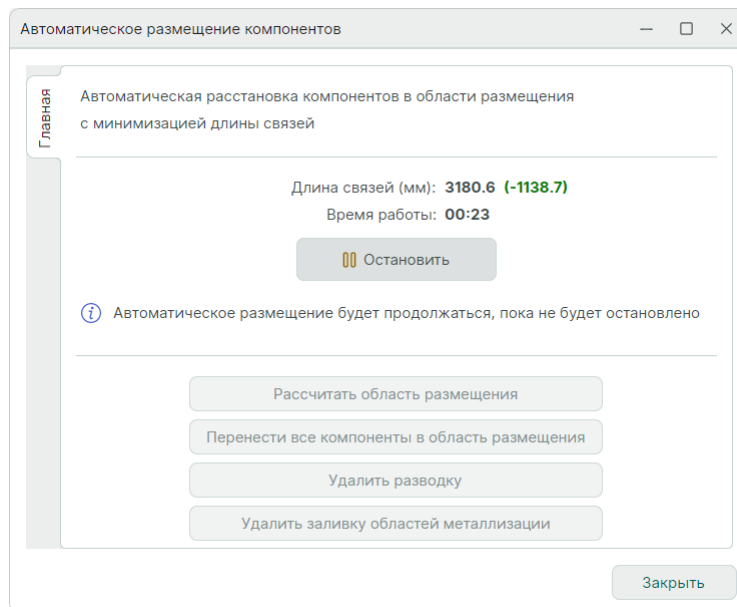 Автоматическое размещение компонентов
Главная
Автоматическая расстановка компонентов в области размещения
с минимизацией длины связей
Длина связей (мм): 3180.6 (-1138.7)
Время работы: 00:23
Остановить
Автоматическое размещение будет продолжаться, пока не будет остановлено
Рассчитать область размещения
Перенести все компоненты в область размещения
Удалить разводку
Удалить заливку областей металлизации
Закрыть